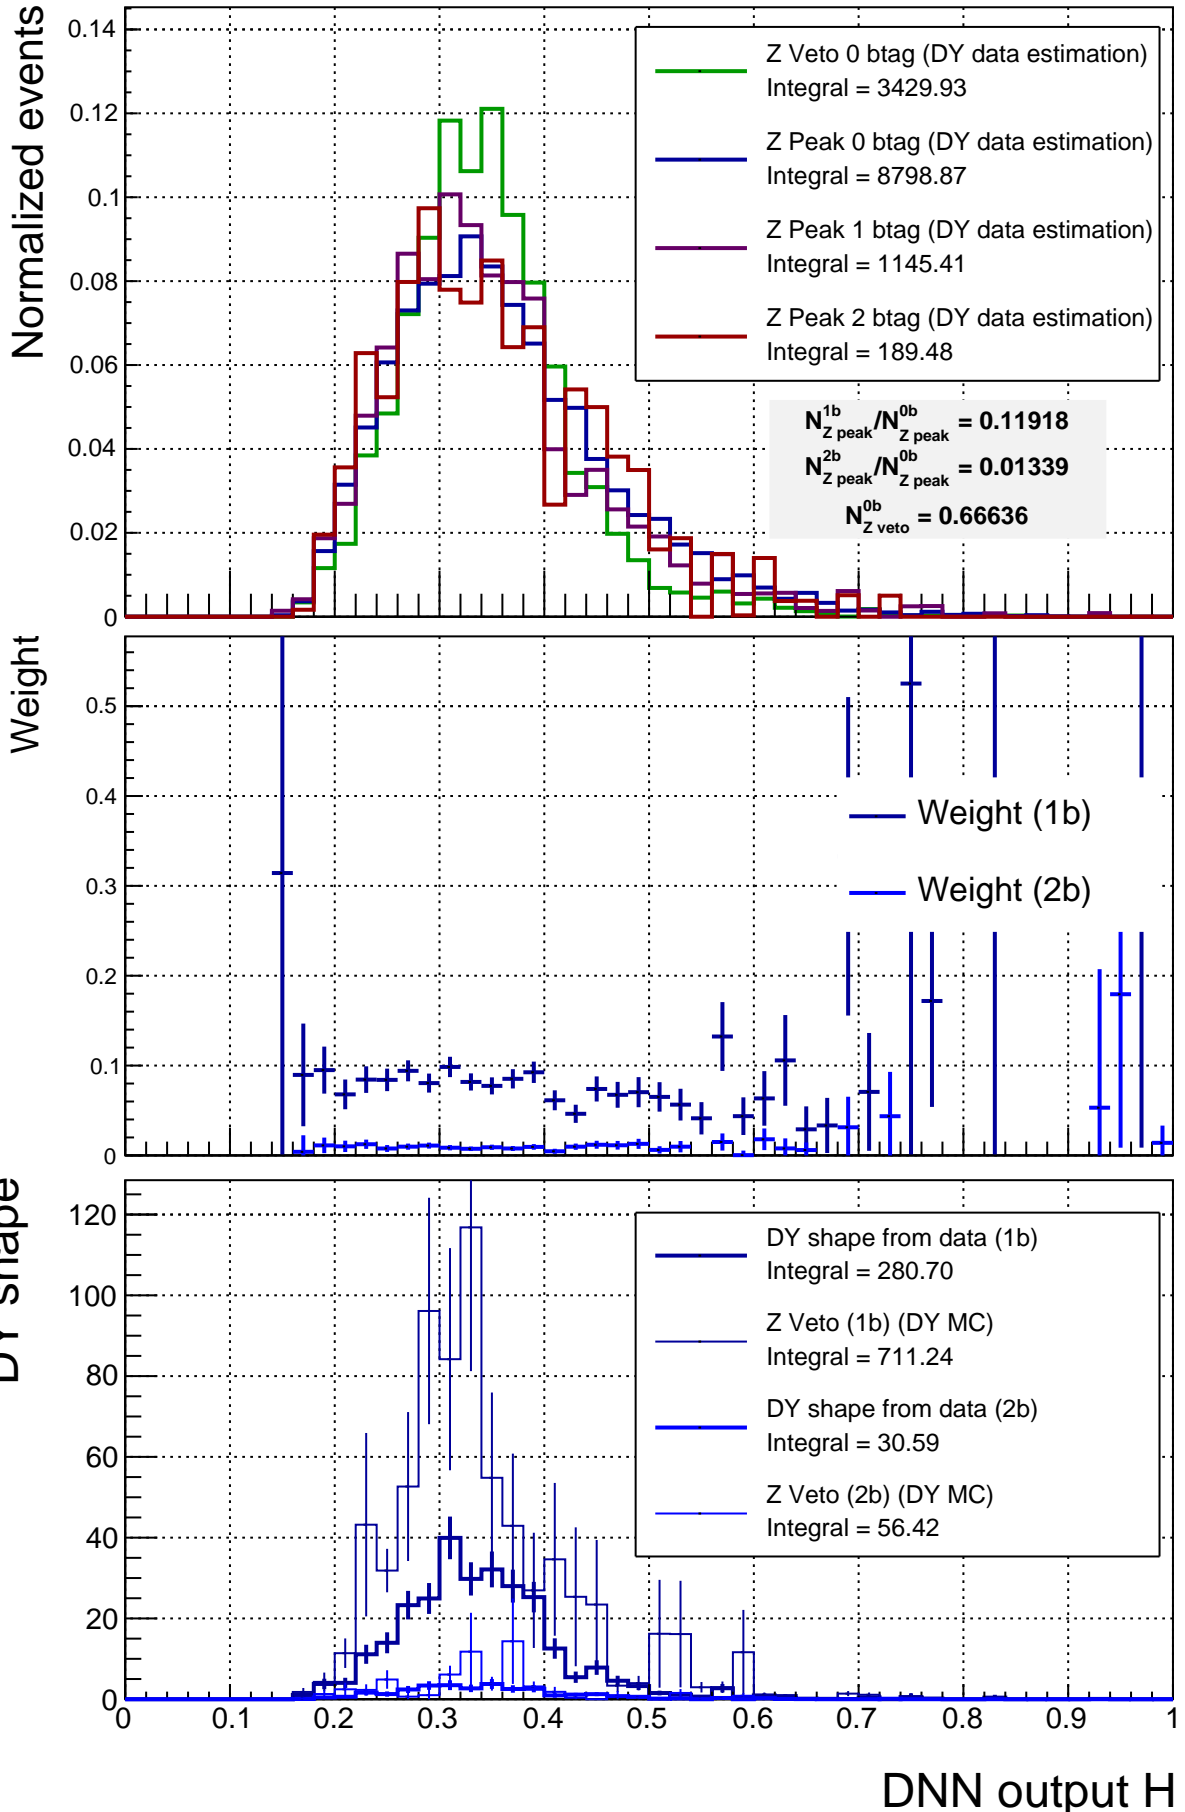 Normalized events
0.14
0.12
0.1
0.08
0.06
0.04
0.02
0
Z Veto 0 btag (DY data estimation)
Integral = 3429.93
Z Peak 0 btag (DY data estimation)
Integral = 8798.87
Z Peak 1 btag (DY data estimation)
Integral = 1145.41
Z Peak 2 btag (DY data estimation)
Integral = 189.48
N^{1b}_{Z peak}/N^{0b}_{Z peak} = 0.11918
N^{2b}_{Z peak}/N^{0b}_{Z peak} = 0.01339
N^{0b}_{Z veto} = 0.66636
Weight
0.5
0.4
0.3
0.2
0.1
0
Weight (1b)
Weight (2b)
DY shape
120
100
80
60
40
20
0
DY shape from data (1b)
Integral = 280.70
Z Veto (1b) (DY MC)
Integral = 711.24
DY shape from data (2b)
Integral = 30.59
Z Veto (2b) (DY MC)
Integral = 56.42
0 0.1 0.2 0.3 0.4 0.5 0.6 0.7 0.8 0.9 1
DNN output H